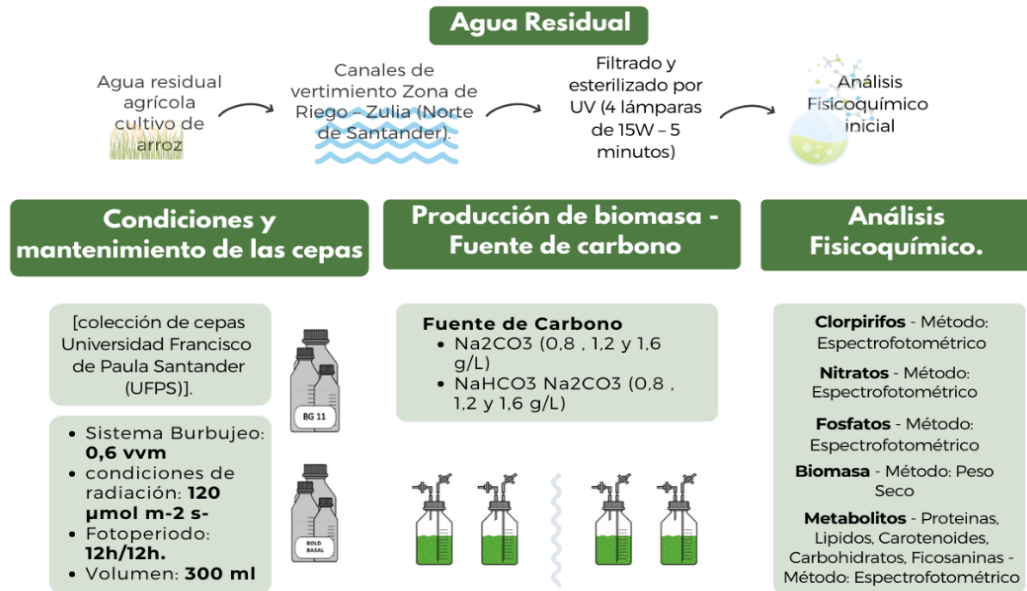 Agua Residual
Agua residual
agrícola
cultivo de
arroz
Canales de
vertimiento Zona de
Riego – Zulia (Norte
de Santander).
Filtrado y
esterilizado por
UV (4 lámparas
de 15W – 5
minutos)
Análisis
Fisicoquímico
inicial
Condiciones y
mantenimiento de las cepas
[colección de cepas
Universidad Francisco
de Paula Santander
(UFPS)].
BG 11
• Sistema Burbujeo:
0,6 vvm
• condiciones de
radiación: 120
µmol m-2 s-
• Fotoperiodo:
12h/12h.
• Volumen: 300 ml
BOLD
BASAL
Producción de biomasa -
Fuente de carbono
Fuente de Carbono
• Na2CO3 (0,8 , 1,2 y 1,6
g/L)
• NaHCO3 Na2CO3 (0,8 ,
1,2 y 1,6 g/L)
Análisis
Fisicoquímico.
Clorpirifos - Método:
Espectrofotométrico
Nitratos - Método:
Espectrofotométrico
Fosfatos - Método:
Espectrofotométrico
Biomasa - Método: Peso
Seco
Metabolitos - Proteinas,
Lipidos, Carotenoides,
Carbohidratos, Ficosaninas -
Método: Espectrofotométrico